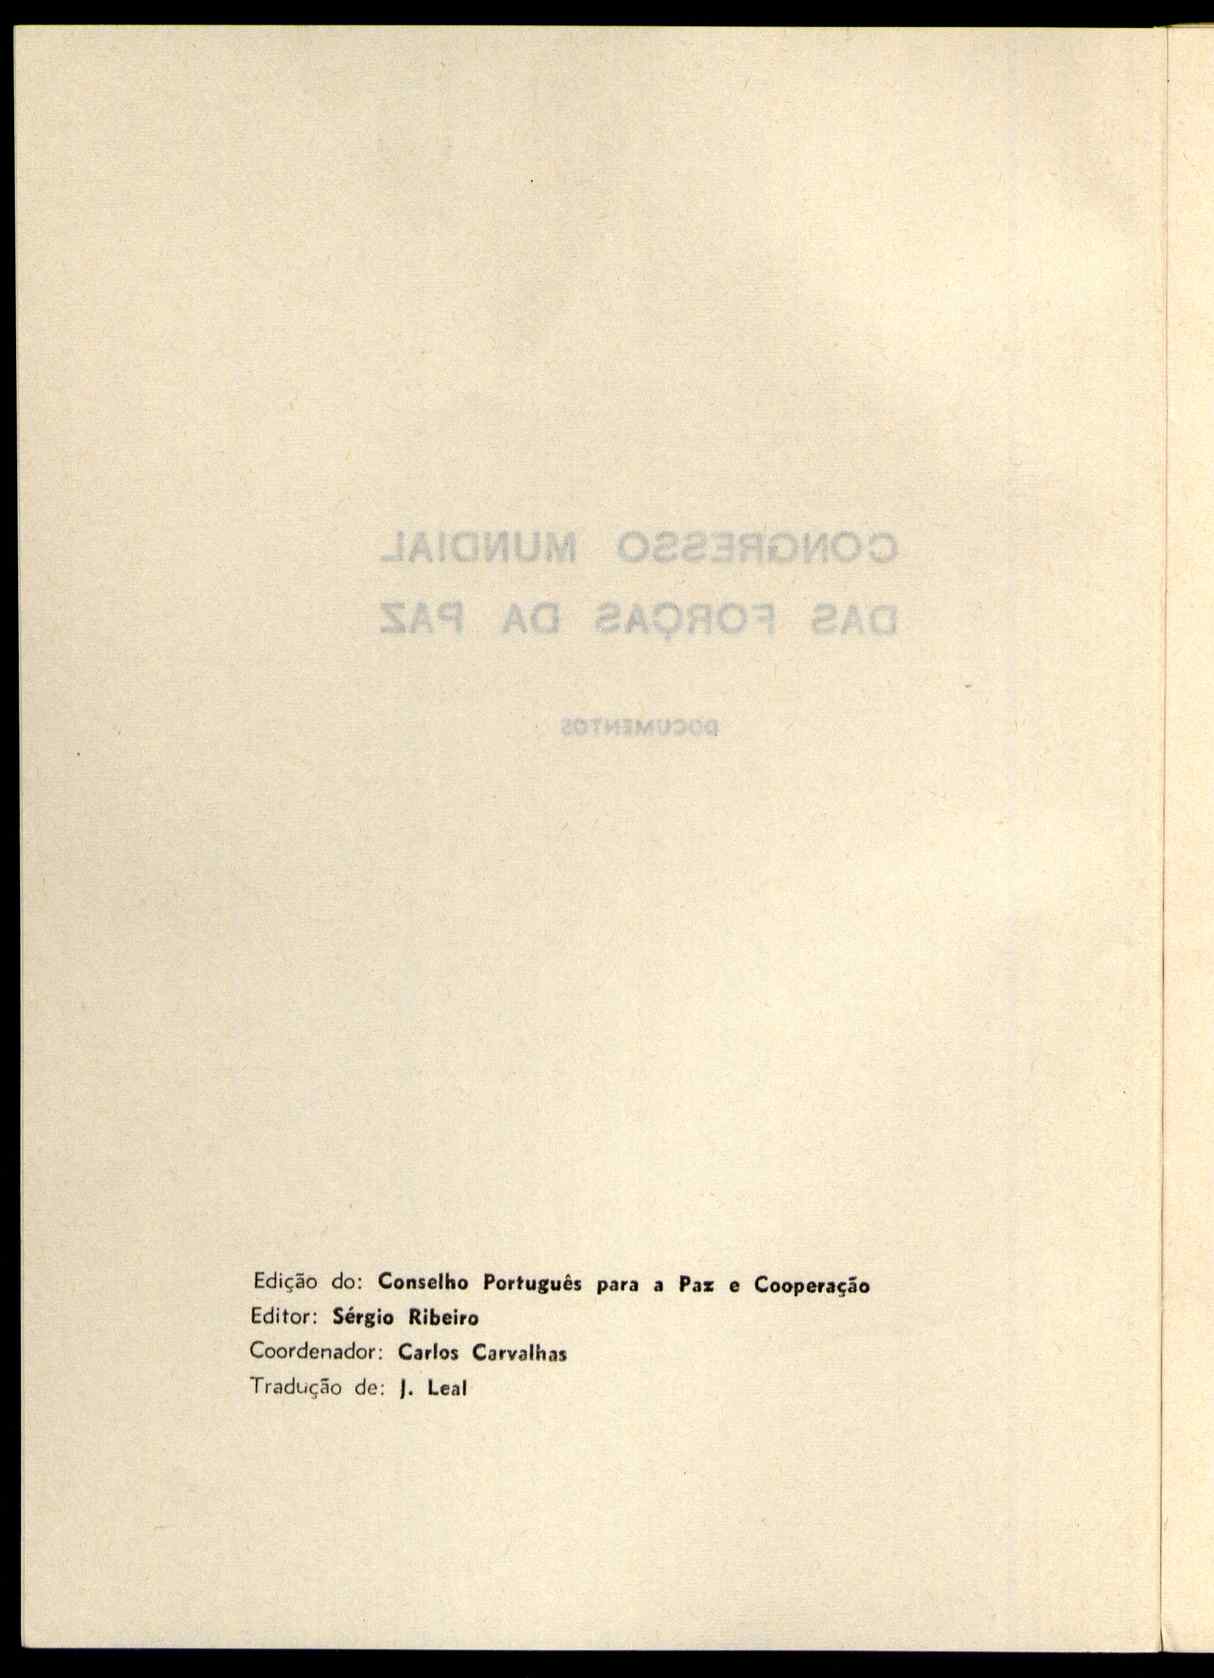 CONGRESSO MUNDIAL
DAS FORÇAS DA PAZ
DOCUMENTOS
Edição do: Conselho Português para a Paz e Cooperação
Editor: Sérgio Ribeiro
Coordenador: Carlos Carvalhas
Tradução de: J. Leal